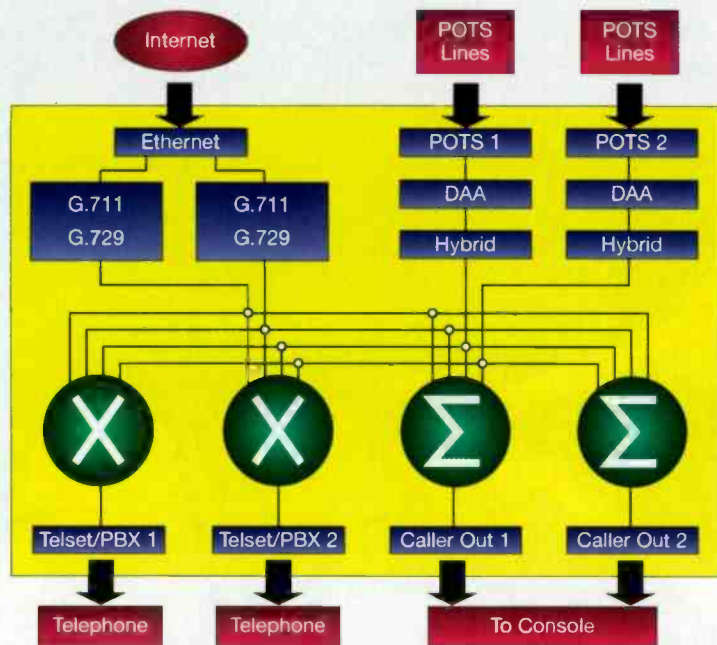 Internet
POTS
Lines
POTS
Lines
Ethernet
POTS 1
POTS 2
G.711
G.729
G.711
G.729
DAA
DAA
Hybrid
Hybrid
X
X
Σ
Σ
Telset/PBX 1
Telset/PBX 2
Caller Out 1
Caller Out 2
Telephone
Telephone
To Console